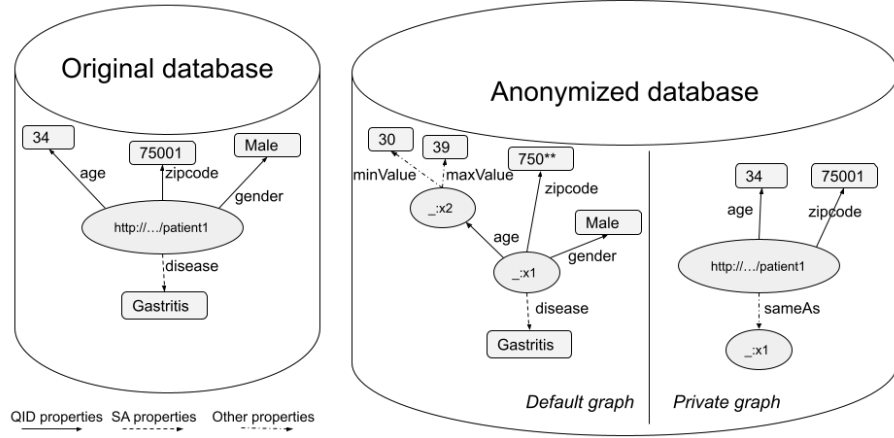 Original database
34
75001
Male
age
zipcode
gender
http://.../patient1
disease
Gastritis
QID properties
SA properties
Other properties
Anonymized database
30
39
750**
minValue
maxValue
zipcode
_:x2
Male
age
gender
_:x1
disease
Gastritis
Default graph
34
75001
age
zipcode
http://.../patient1
sameAs
_:x1
Private graph